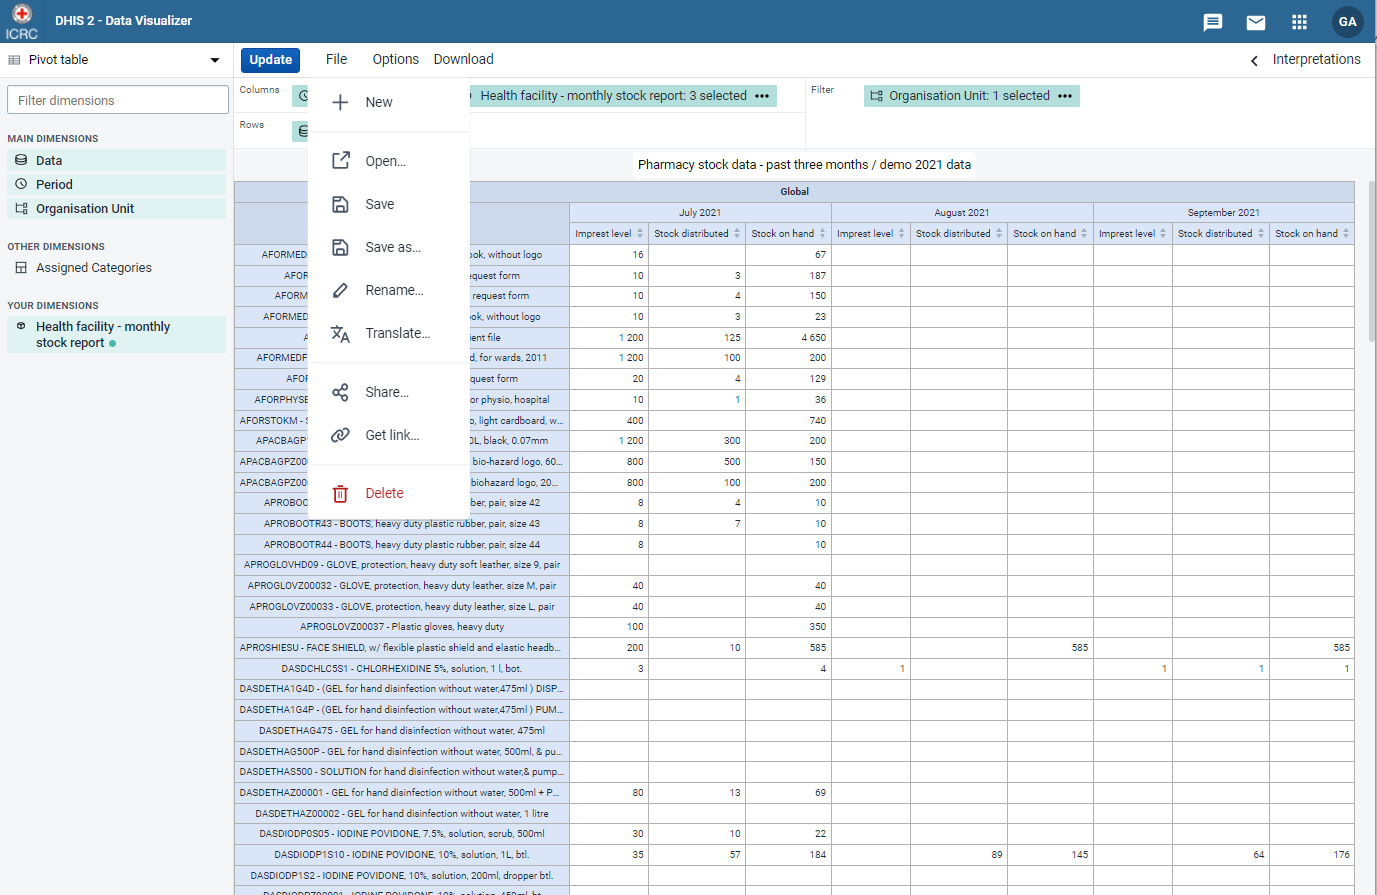 ICRC
DHIS 2 - Data Visualizer
GA
Pivot table
Update
File
Options
Download
Interpretations
Filter dimensions
MAIN DIMENSIONS
Data
Period
Organisation Unit
OTHER DIMENSIONS
Assigned Categories
YOUR DIMENSIONS
Health facility - monthly
stock report
Columns
Health facility - monthly stock report: 3 selected
Filter
Organisation Unit: 1 selected
Rows
New
Open...
Save
Save as...
Rename...
Translate...
Share...
Get link...
Delete
Pharmacy stock data - past three months / demo 2021 data
Global
July 2021 August 2021 September 2021
Imprest level Stock distributed Stock on hand Imprest level Stock distributed Stock on hand Imprest level Stock distributed Stock on hand
AFORMED ook, without logo 16 67
AFOR quest form 10 3 187
AFORM request form 10 4 150
AFORMED ok, without logo 10 3 23
ent file 1 200 125 4 650
AFORMEDF d, for wards, 2011 1 200 100 200
AFOF quest form 20 4 129
AFORPHYSE or physio, hospital 10 1 36
AFORSTOKM - o, light cardboard, w... 400 740
APACBAGP 0L, black, 0.07mm 1 200 300 200
APACBAGPZ00 bio-hazard logo, 60... 800 500 150
APACBAGPZ00 biohazard logo, 20... 800 100 200
APROBOO ber, pair, size 42 8 4 10
APROBOOTR43 - BOOTS, heavy duty plastic rubber, pair, size 43 8 7 10
APROBOOTR44 - BOOTS, heavy duty plastic rubber, pair, size 44 8 10
APROGLOVHD09 - GLOVE, protection, heavy duty soft leather, size 9, pair
APROGLOVZ00032 - GLOVE, protection, heavy duty leather, size M, pair 40 40
APROGLOVZ00033 - GLOVE, protection, heavy duty leather, size L, pair 40 40
APROGLOVZ00037 - Plastic gloves, heavy duty 100 350
APROSHIESU - FACE SHIELD, w/ flexible plastic shield and elastic headb... 200 10 585 585 585
DASDCHLC5S1 - CHLORHEXIDINE 5%, solution, 1 l, bot. 3 4 1 1 1 1
DASDETHA1G4D - (GEL for hand disinfection without water,475ml ) DISP...
DASDETHA1G4P - (GEL for hand disinfection without water,475ml ) PUM...
DASDETHAG475 - GEL for hand disinfection without water, 475ml
DASDETHAG500P - GEL for hand disinfection without water, 500ml, & pu...
DASDETHAS500 - SOLUTION for hand disinfection without water,& pump...
DASDETHAZ00001 - GEL for hand disinfection without water, 500ml + P... 80 13 69
DASDETHAZ00002 - GEL for hand disinfection without water, 1 litre
DASDIODP0S05 - IODINE POVIDONE, 7.5%, solution, scrub, 500ml 30 10 22
DASDIODP1S10 - IODINE POVIDONE, 10%, solution, 1L, btl. 35 57 184 89 145 64 176
DASDIODP1S2 - IODINE POVIDONE, 10%, solution, 200ml, dropper btl.